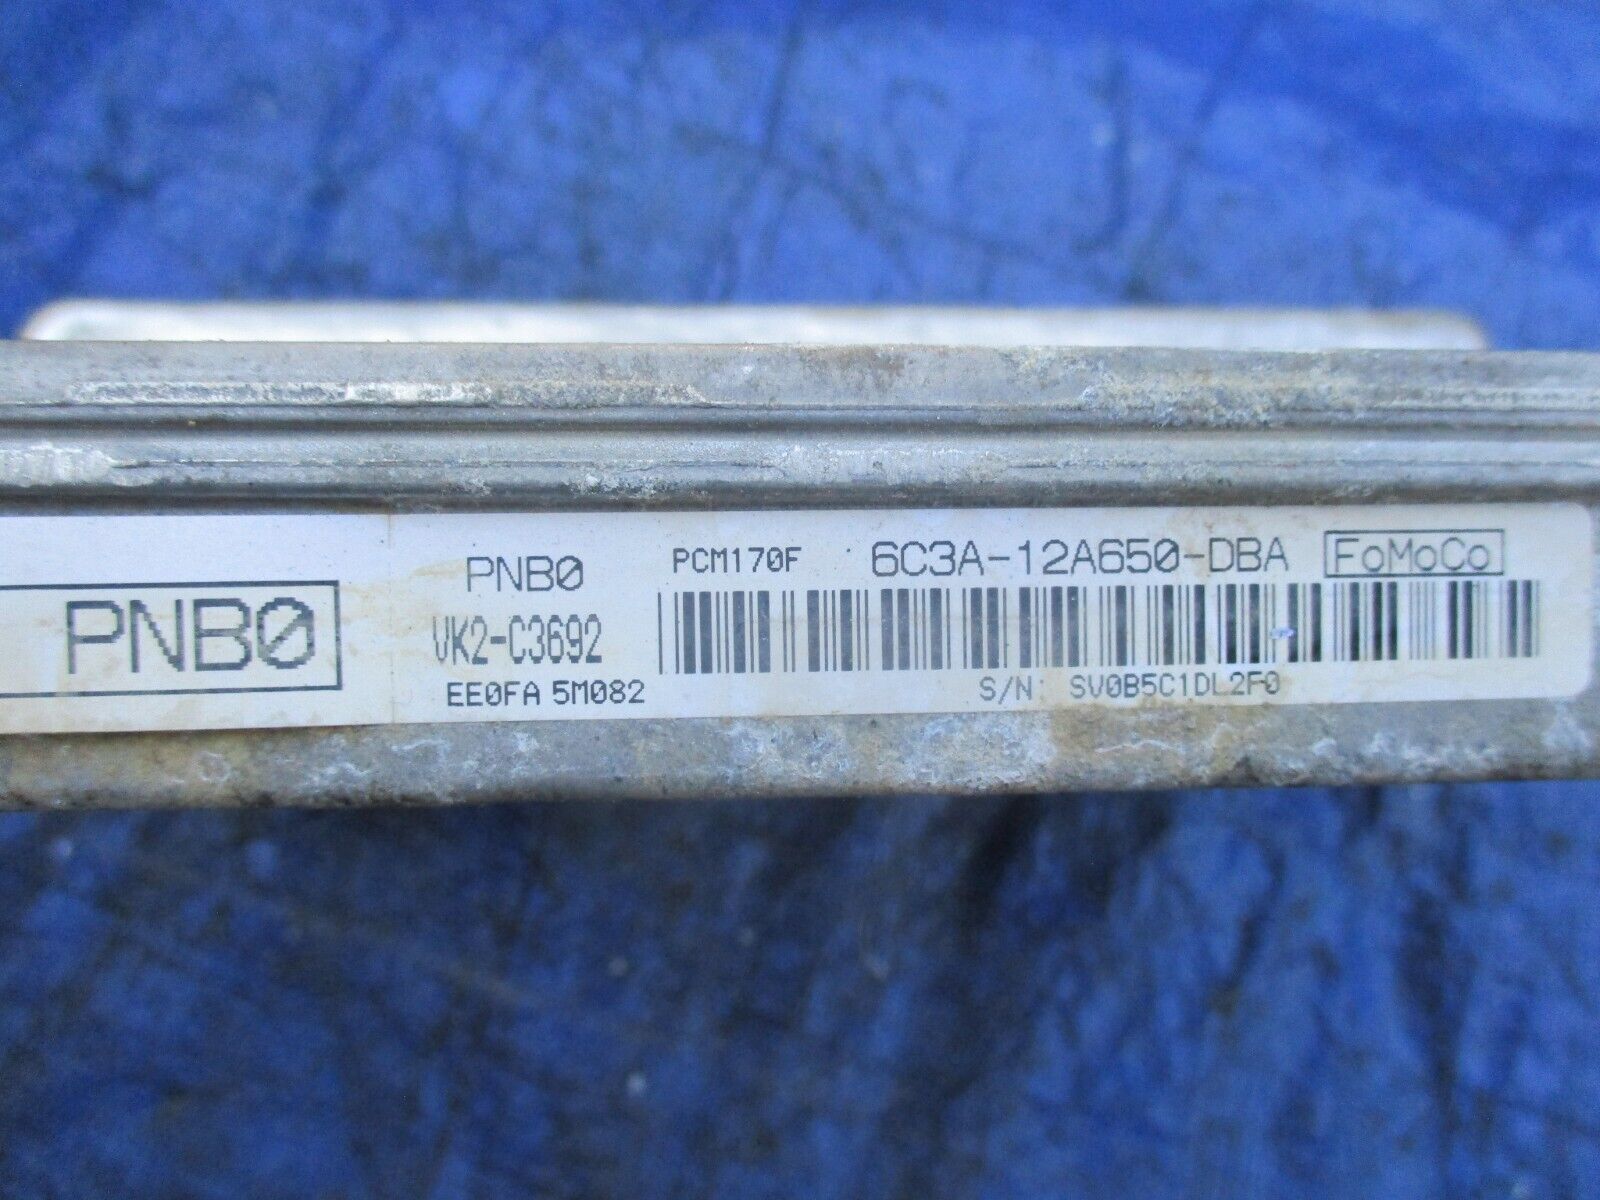 PNB0
PNB0
VK2-C3692
EE0FA 5M082
PCM170F 6C3A-12A650-DBA FoMoCo
S/N: SV0B5C1DL2F0